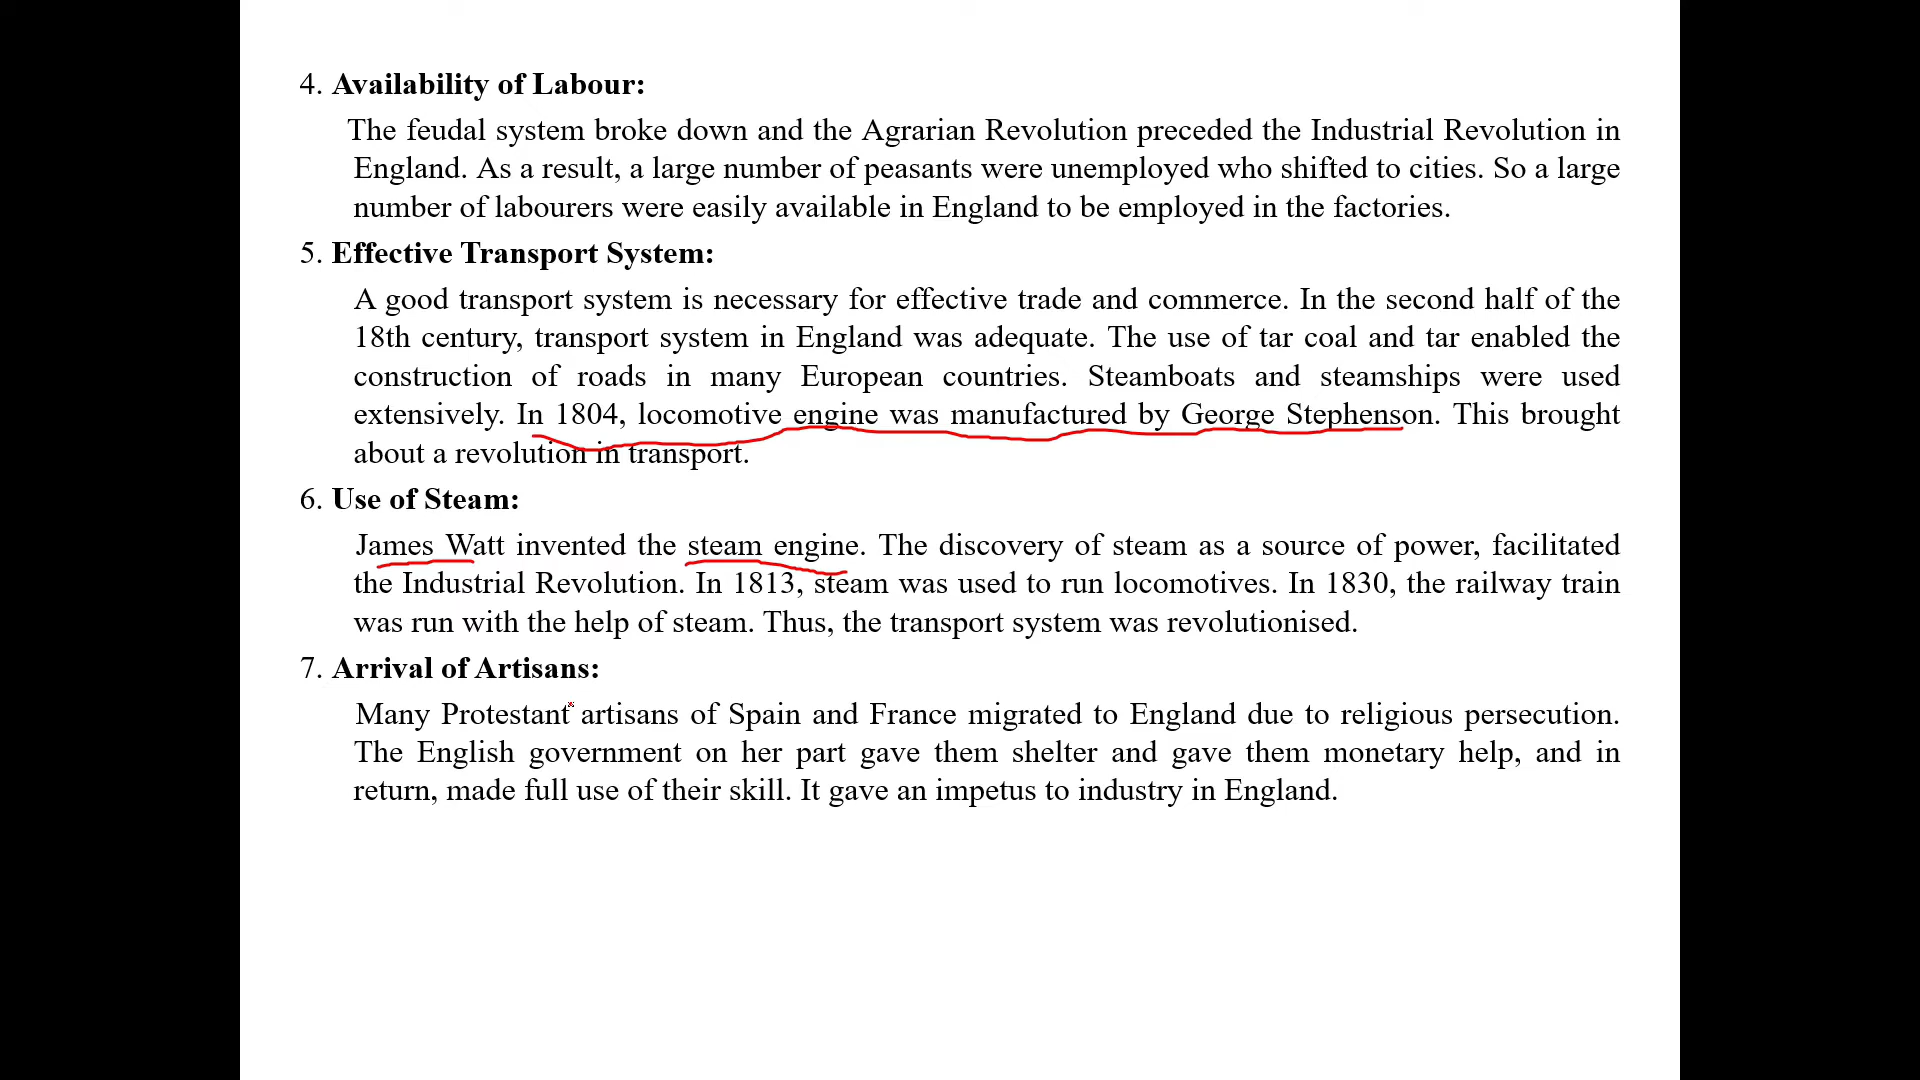 4. Availability of Labour:
The feudal system broke down and the Agrarian Revolution preceded the Industrial Revolution in
England. As a result, a large number of peasants were unemployed who shifted to cities. So a large
number of labourers were easily available in England to be employed in the factories.
5. Effective Transport System:
A good transport system is necessary for effective trade and commerce. In the second half of the
18th century, transport system in England was adequate. The use of tar coal and tar enabled the
construction of roads in many European countries. Steamboats and steamships were used
extensively. In 1804, locomotive engine was manufactured by George Stephenson. This brought
about a revolution in transport.
6. Use of Steam:
James Watt invented the steam engine. The discovery of steam as a source of power, facilitated
the Industrial Revolution. In 1813, steam was used to run locomotives. In 1830, the railway train
was run with the help of steam. Thus, the transport system was revolutionised.
7. Arrival of Artisans:
Many Protestant artisans of Spain and France migrated to England due to religious persecution.
The English government on her part gave them shelter and gave them monetary help, and in
return, made full use of their skill. It gave an impetus to industry in England.